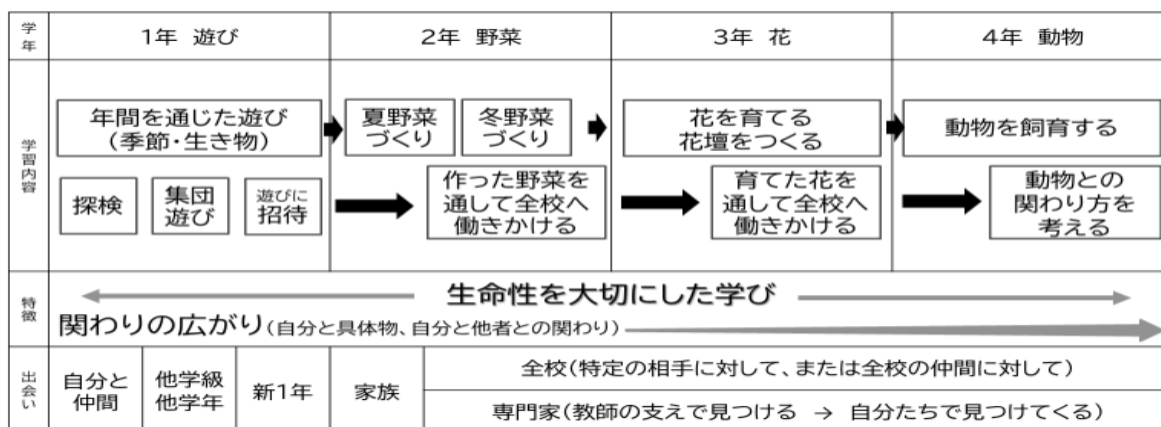 学年
1年 遊び
2年 野菜
3年 花
4年 動物
学習内容
年間を通じた遊び
(季節・生き物)
探検
集団
遊び
遊びに
招待
夏野菜
づくり
冬野菜
づくり
作った野菜を
通して全校へ
働きかける
花を育てる
花壇をつくる
育てた花を
通して全校へ
働きかける
動物を飼育する
動物との
関わり方を
考える
特徴
生命性を大切にした学び
関わりの広がり(自分と具体物、自分と他者との関わり)
出会い
自分と
仲間
他学級
他学年
新1年
家族
全校(特定の相手に対して、または全校の仲間に対して)
専門家(教師の支えで見つける → 自分たちで見つけてくる)